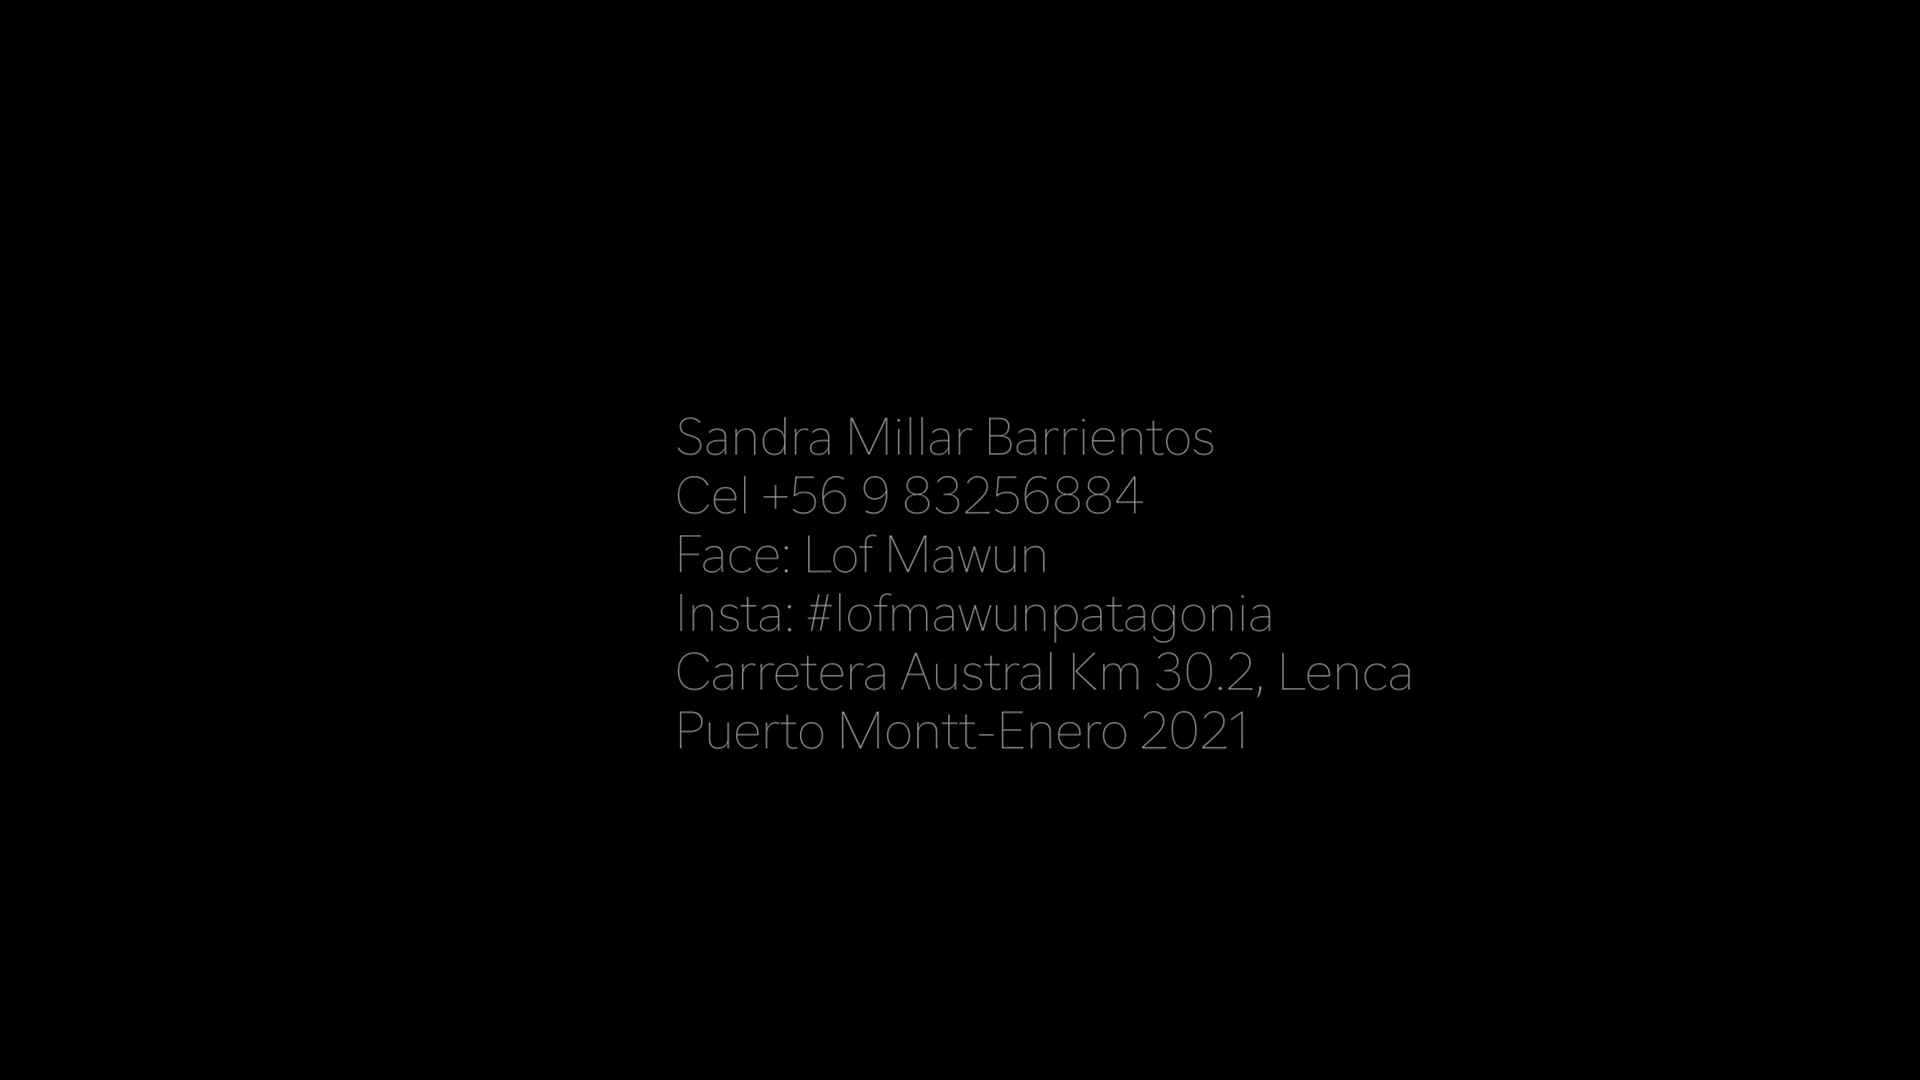 Sandra Millar Barrientos
Cel +56 9 83256884
Face: Lof Mawun
Insta: #lofmawunpatagonia
Carretera Austral Km 30.2, Lenca
Puerto Montt-Enero 2021